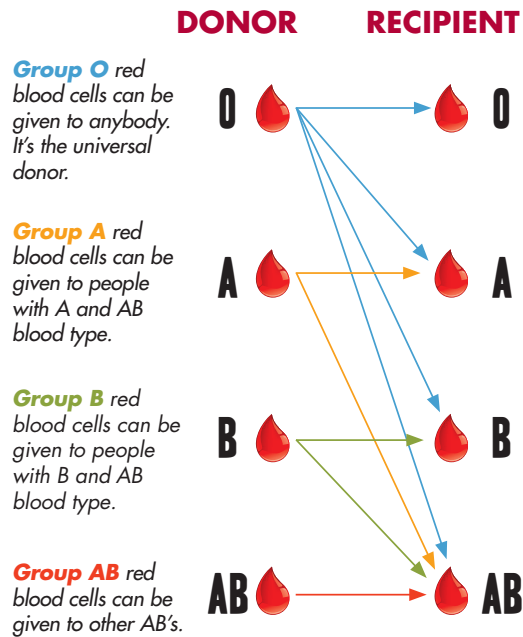 DONOR RECIPIENT
Group O red
blood cells can be
given to anybody.
It's the universal
donor.
O O
Group A red
blood cells can be
given to people
with A and AB
blood type.
A A
Group B red
blood cells can be
given to people
with B and AB
blood type.
B B
Group AB red
blood cells can be
given to other AB's.
AB AB